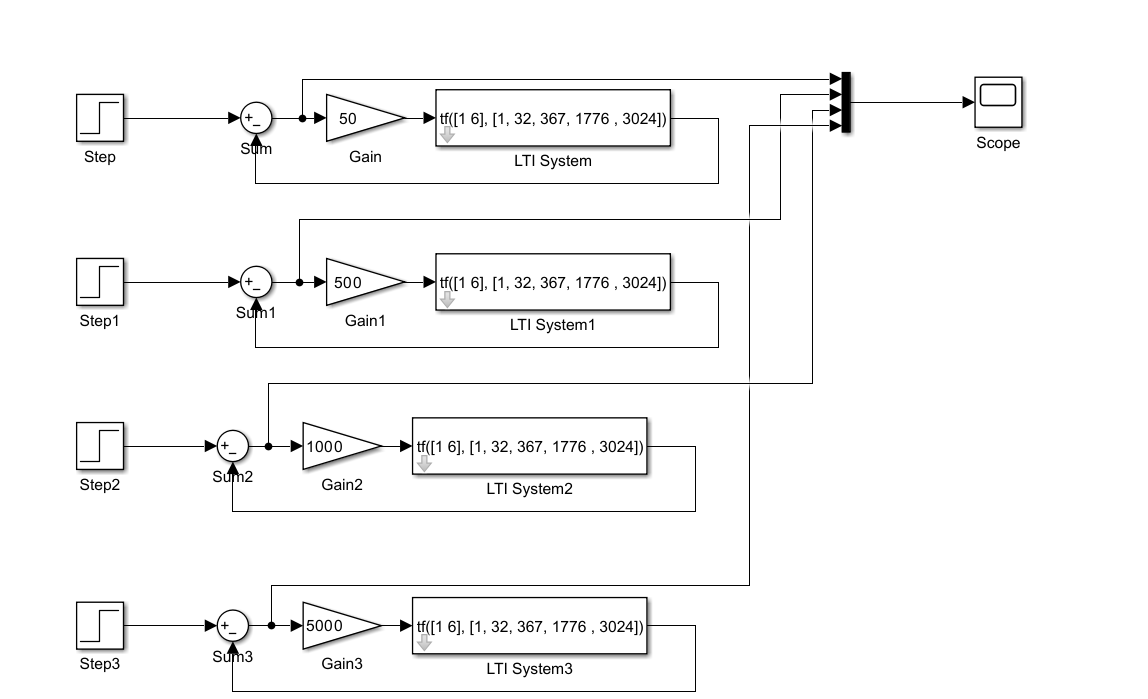 Step
+
_
Sum
50
Gain
tf([1 6], [1, 32, 367, 1776 , 3024])
LTI System
Scope
Step1
+
_
Sum1
500
Gain1
tf([1 6], [1, 32, 367, 1776 , 3024])
LTI System1
Step2
+
_
Sum2
1000
Gain2
tf([1 6], [1, 32, 367, 1776 , 3024])
LTI System2
Step3
+
_
Sum3
5000
Gain3
tf([1 6], [1, 32, 367, 1776 , 3024])
LTI System3